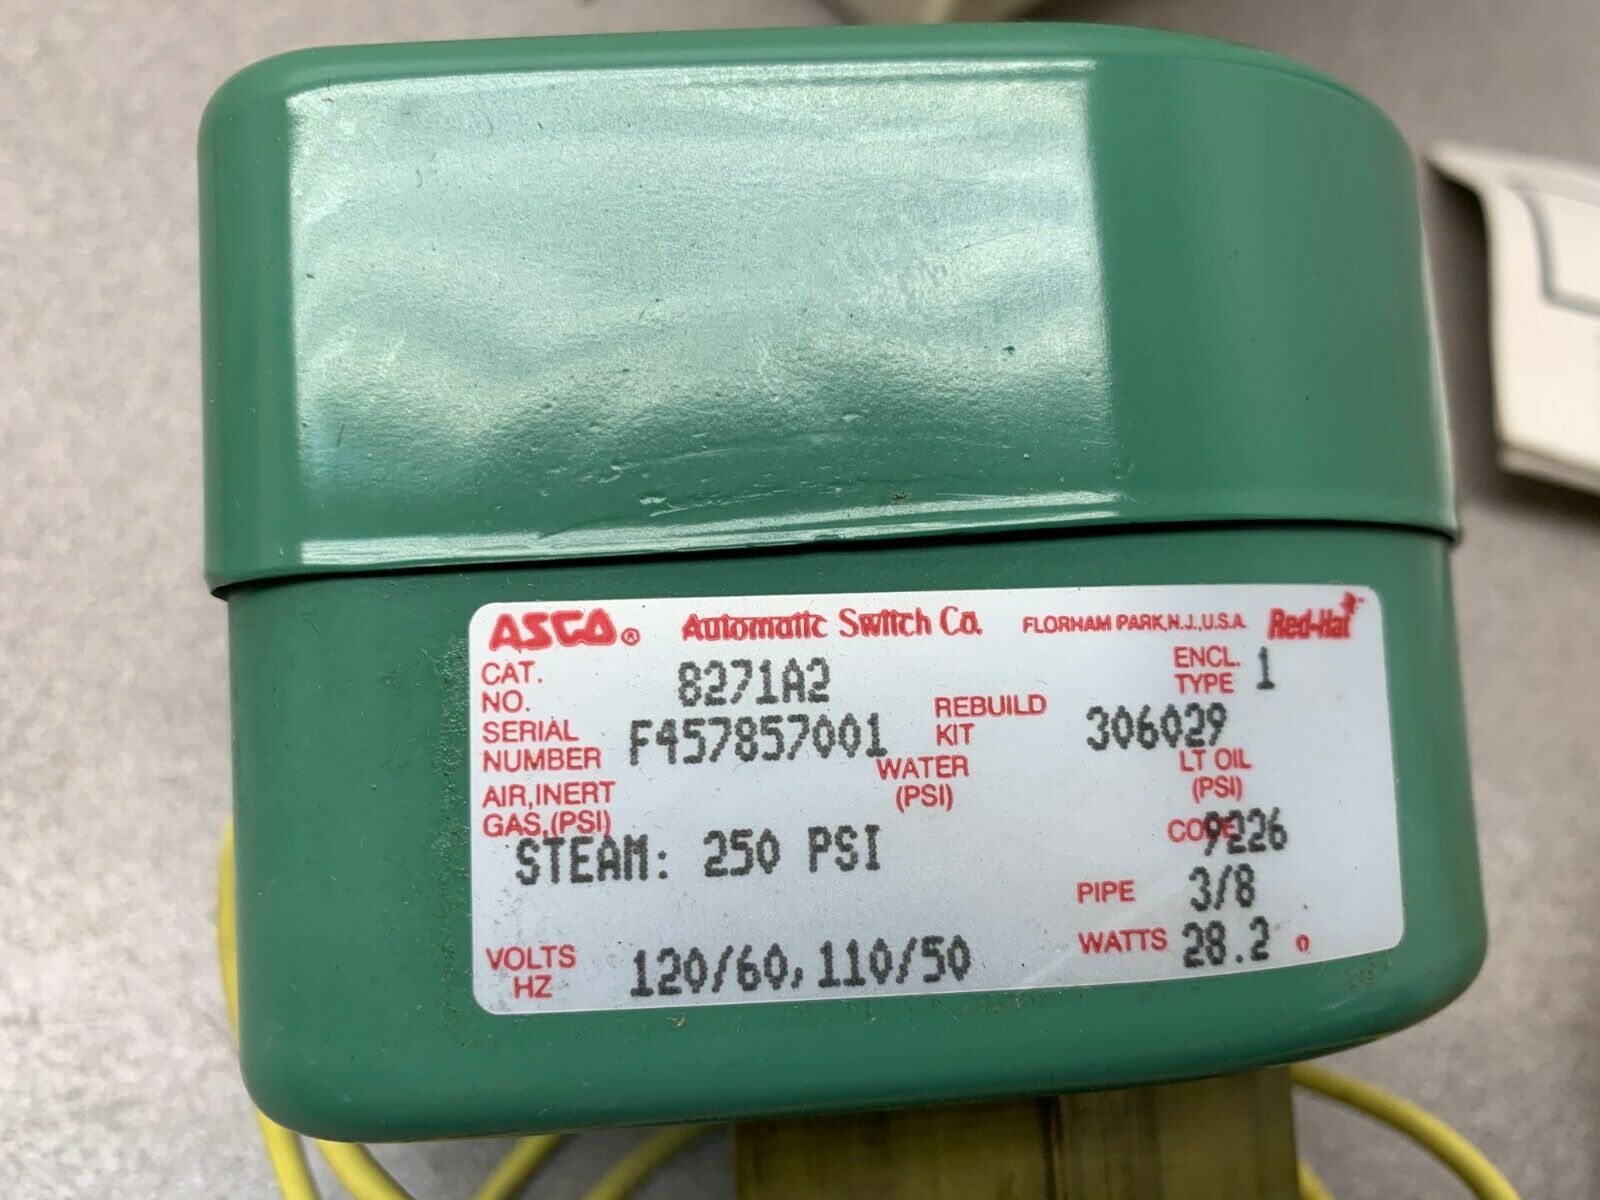 ASCO® Automatic Switch Co. FLORHAM PARK, N.J., U.S.A. Red-Hat
CAT. NO. 8271A2 ENCL. TYPE 1
SERIAL NUMBER F457857001 REBUILD KIT 306029
AIR, INERT GAS, (PSI) WATER (PSI) LT OIL (PSI)
STEAM: 250 PSI CODE 9226
PIPE 3/8
VOLTS HZ 120/60, 110/50 WATTS 28.2